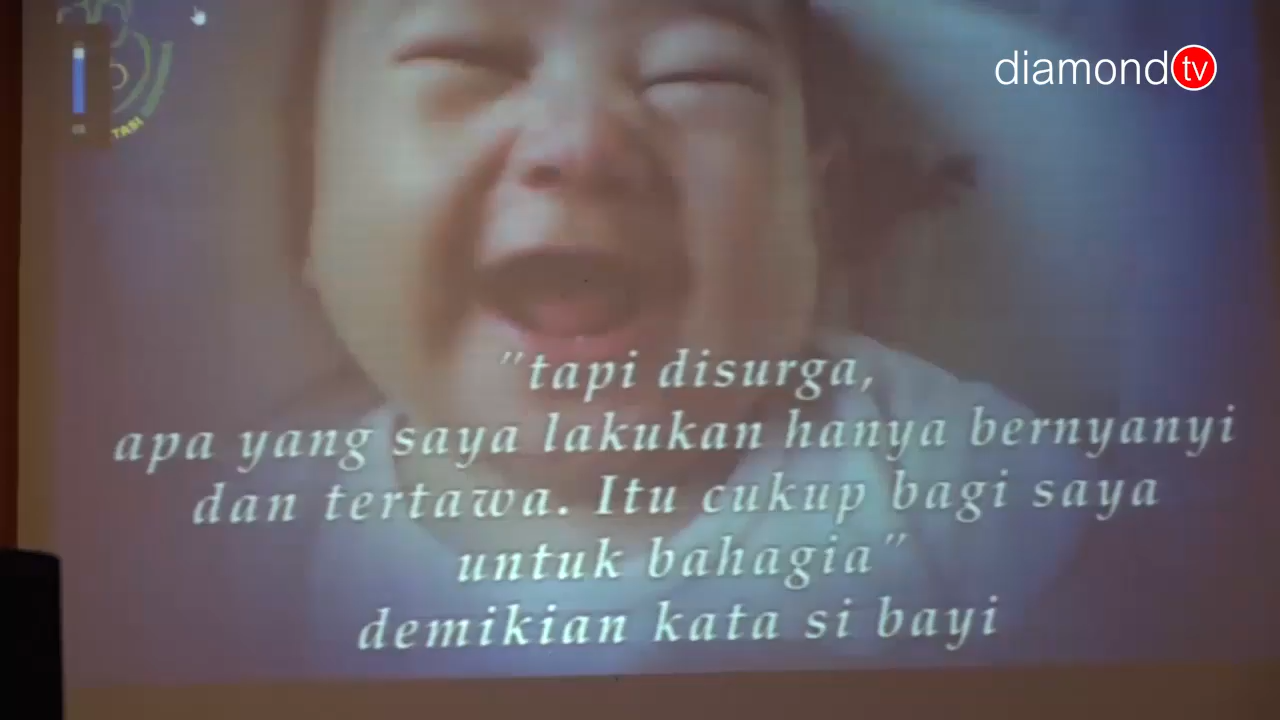 diamondtv
TASI
"tapi disurga,
apa yang saya lakukan hanya bernyanyi
dan tertawa. Itu cukup bagi saya
untuk bahagia"
demikian kata si bayi